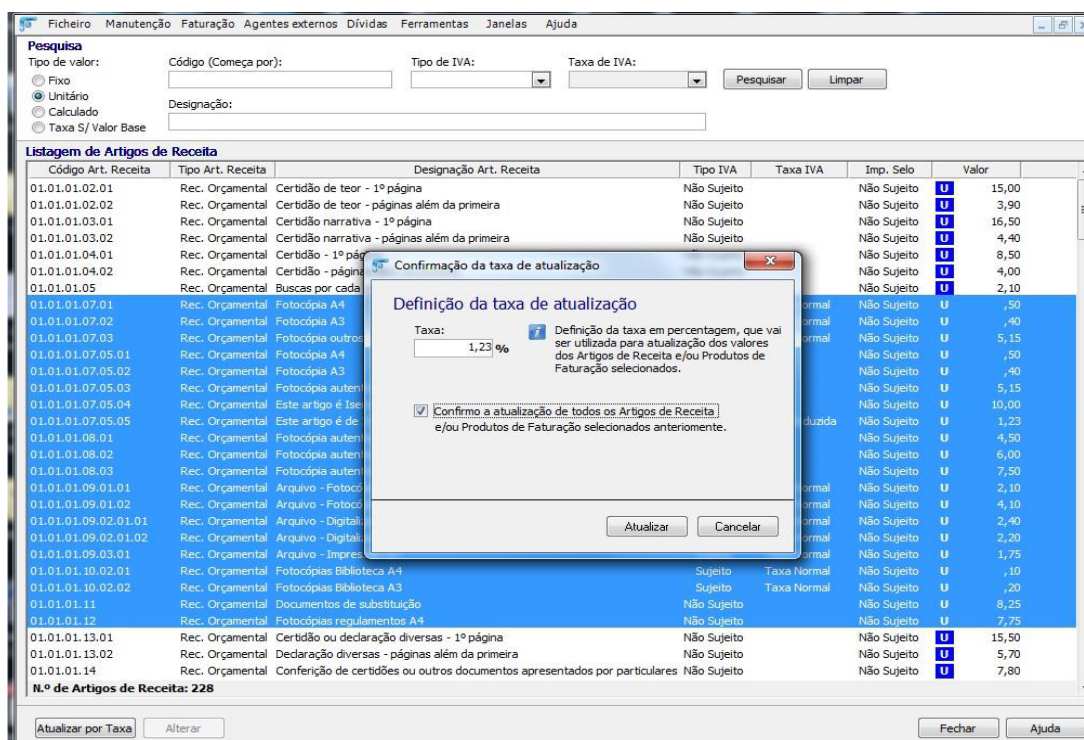 Ficheiro Manutenção Faturação Agentes externos Dívidas Ferramentas Janelas Ajuda
Pesquisa
Tipo de valor: Código (Começa por): Tipo de IVA: Taxa de IVA:
Fixo
Pesquisar Limpar
Unitário
Designação:
Calculado
Taxa S/ Valor Base
Listagem de Artigos de Receita
Código Art. Receita Tipo Art. Receita Designação Art. Receita Tipo IVA Taxa IVA Imp. Selo Valor
01.01.01.02.01 Rec. Orçamental Certidão de teor - 1º página Não Sujeito Não Sujeito U 15,00
01.01.01.02.02 Rec. Orçamental Certidão de teor - páginas além da primeira Não Sujeito Não Sujeito U 3,90
01.01.01.03.01 Rec. Orçamental Certidão narrativa - 1º página Não Sujeito Não Sujeito U 16,50
01.01.01.03.02 Rec. Orçamental Certidão narrativa - páginas além da primeira Não Sujeito Não Sujeito U 4,40
01.01.01.04.01 Rec. Orçamental Certidão - 1º Não Sujeito U 8,50
01.01.01.04.02 Rec. Orçamental Certidão - Não Sujeito U 4,00
01.01.01.05 Rec. Orçamental Buscas por cada Não Sujeito U 2,10
01.01.01.07.01 Rec. Orçamental Fotocópia A4 Não Sujeito U ,50
01.01.01.07.02 Rec. Orçamental Fotocópia A3 Não Sujeito U ,40
01.01.01.07.03 Rec. Orçamental Fotocópia outros Não Sujeito U 5,15
01.01.01.07.05.01 Rec. Orçamental Fotocópia A4 Não Sujeito U ,50
01.01.01.07.05.02 Rec. Orçamental Fotocópia A3 Não Sujeito U ,40
01.01.01.07.05.03 Rec. Orçamental Fotocópia Não Sujeito U 5,15
01.01.01.07.05.04 Rec. Orçamental Este artigo é Não Sujeito U 10,00
01.01.01.07.05.05 Rec. Orçamental Este artigo é de Não Sujeito U 1,23
01.01.01.08.01 Rec. Orçamental Fotocópia Não Sujeito U 4,50
01.01.01.08.02 Rec. Orçamental Fotocópia Não Sujeito U 6,00
01.01.01.08.03 Rec. Orçamental Fotocópia Não Sujeito U 7,50
01.01.01.09.01.01 Rec. Orçamental Arquivo - Não Sujeito U 2,10
01.01.01.09.01.02 Rec. Orçamental Arquivo - Não Sujeito U 4,10
01.01.01.09.02.01.01 Rec. Orçamental Arquivo - Não Sujeito U 2,40
01.01.01.09.02.01.02 Rec. Orçamental Arquivo - Não Sujeito U 2,20
01.01.01.09.03.01 Rec. Orçamental Arquivo - Não Sujeito U 1,75
01.01.01.10.02.01 Rec. Orçamental Fotocópias Biblioteca A4 Sujeito Taxa Normal Não Sujeito U ,10
01.01.01.10.02.02 Rec. Orçamental Fotocópias Biblioteca A3 Sujeito Taxa Normal Não Sujeito U ,20
01.01.01.11 Rec. Orçamental Documentos de substituição Não Sujeito Não Sujeito U 8,25
01.01.01.12 Rec. Orçamental Fotocópias regulamentos A4 Não Sujeito Não Sujeito U 7,75
01.01.01.13.01 Rec. Orçamental Certidão ou declaração diversas - 1º página Não Sujeito Não Sujeito U 15,50
01.01.01.13.02 Rec. Orçamental Declaração diversas - páginas além da primeira Não Sujeito Não Sujeito U 5,70
01.01.01.14 Rec. Orçamental Conferição de certidões ou outros documentos apresentados por particulares Não Sujeito Não Sujeito U 7,80
N.º de Artigos de Receita: 228
Confirmação da taxa de atualização
Definição da taxa de atualização
Taxa:
1,23 %
Definição da taxa em percentagem, que vai
ser utilizada para atualização dos valores
dos Artigos de Receita e/ou Produtos de
Faturação selecionados.
Confirmo a atualização de todos os Artigos de Receita
e/ou Produtos de Faturação selecionados anteriomente.
Atualizar Cancelar
Atualizar por Taxa Alterar Fechar Ajuda